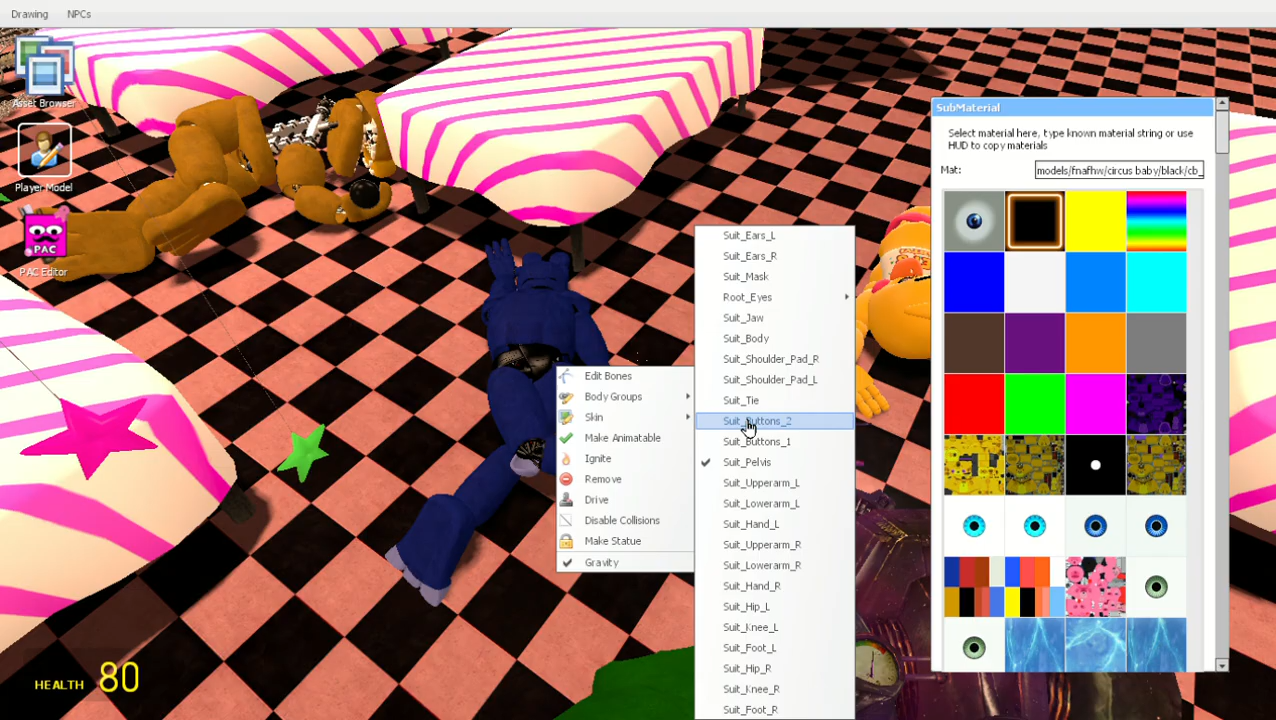 Drawing NPCs
Asset Browser
Player Model
PAC
PAC Editor
SubMaterial
Select material here, type known material string or use
HUD to copy materials
Mat: models/fnafhw/circus baby/black/cb_
Suit_Ears_L
Suit_Ears_R
Suit_Mask
Root_Eyes
Suit_Jaw
Suit_Body
Suit_Shoulder_Pad_R
Suit_Shoulder_Pad_L
Suit_Tie
Suit_Buttons_2
Suit_Buttons_1
Suit_Pelvis
Suit_Upperarm_L
Suit_Lowerarm_L
Suit_Hand_L
Suit_Upperarm_R
Suit_Lowerarm_R
Suit_Hand_R
Suit_Hip_L
Suit_Knee_L
Suit_Foot_L
Suit_Hip_R
Suit_Knee_R
Suit_Foot_R
Edit Bones
Body Groups
Skin
Make Animatable
Ignite
Remove
Drive
Disable Collisions
Make Statue
Gravity
HEALTH 80